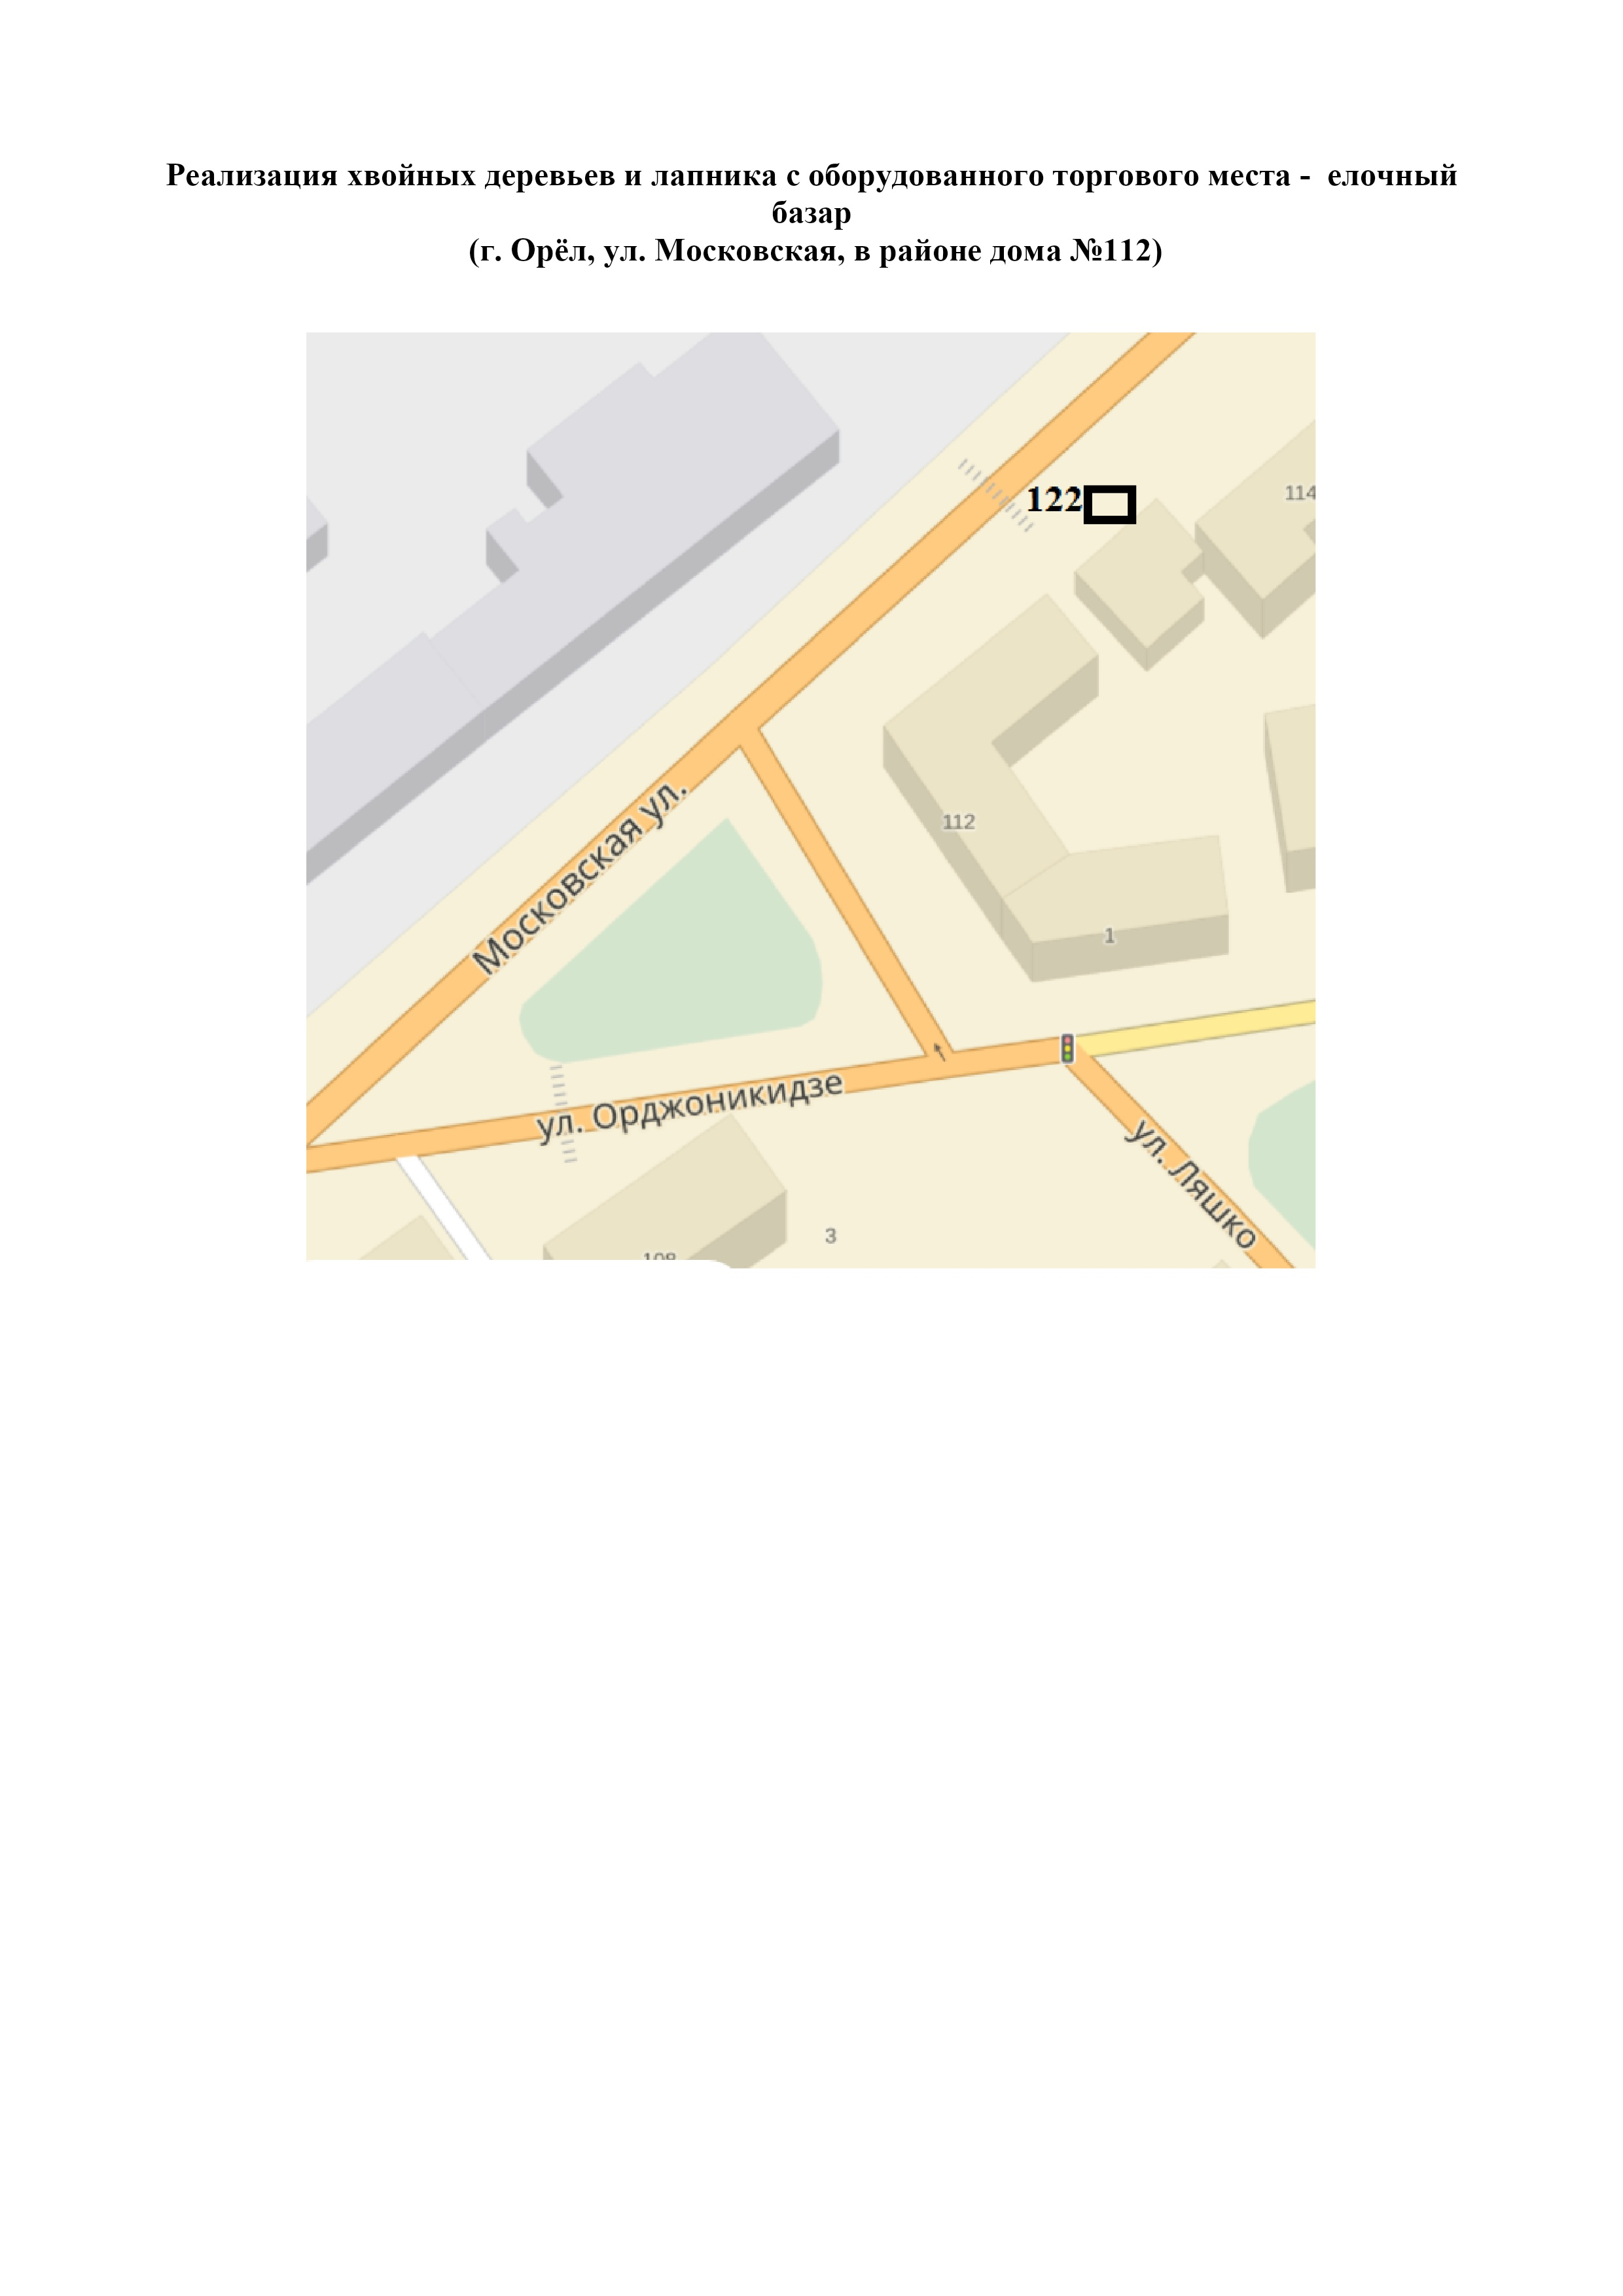 Реализация хвойных деревьев и лапника с оборудованного торгового места -  елочный
базар
(г. Орёл, ул. Московская, в районе дома №112)
122
114
112
Московская ул.
1
ул. Орджоникидзе
ул. Ляшко
3
108